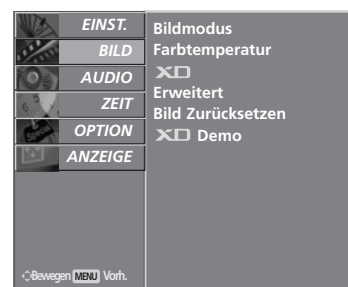 EINST.
BILD
AUDIO
ZEIT
OPTION
ANZEIGE
Bewegen MENU Vorh.
Bildmodus
Farbtemperatur
XD
Erweitert
Bild Zurücksetzen
XD Demo